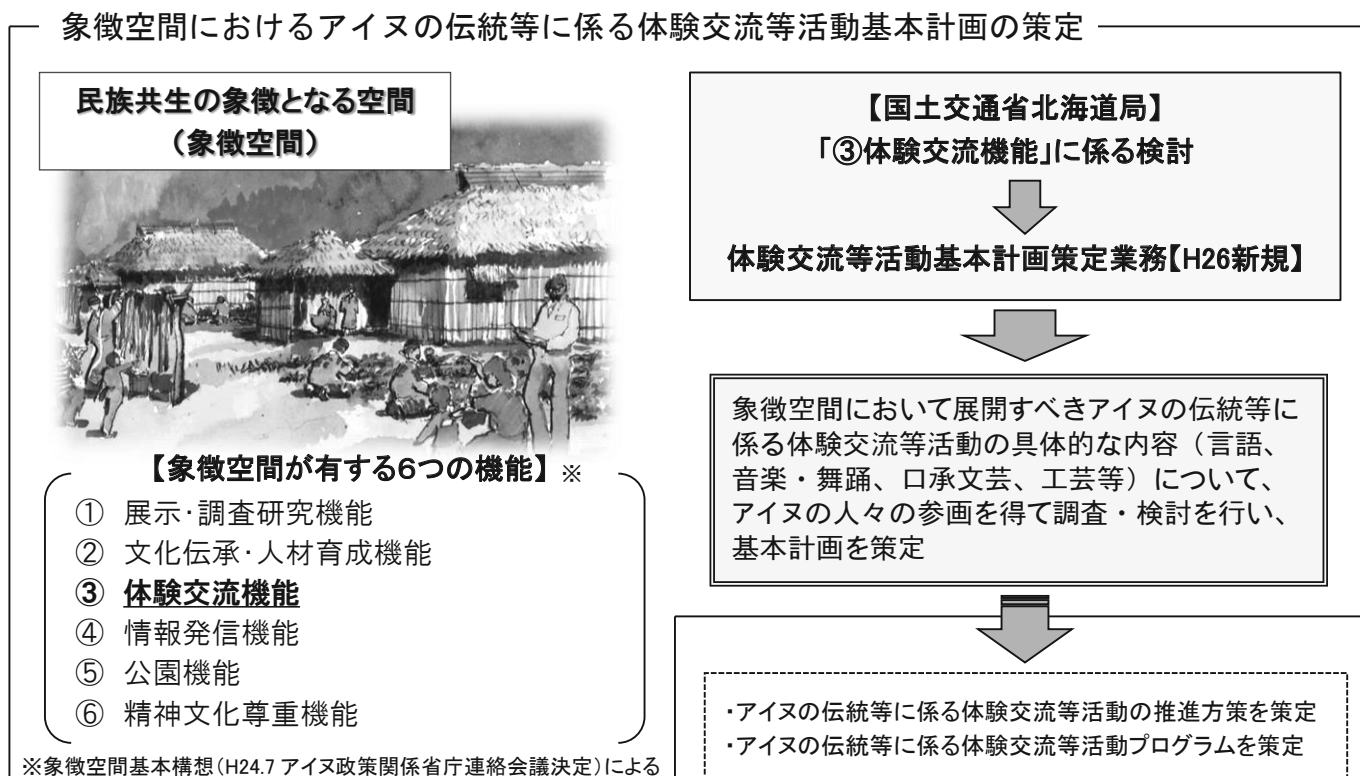 象徴空間におけるアイヌの伝統等に係る体験交流等活動基本計画の策定
民族共生の象徴となる空間
(象徴空間)
【象徴空間が有する6つの機能】※
① 展示・調査研究機能
② 文化伝承・人材育成機能
③ 体験交流機能
④ 情報発信機能
⑤ 公園機能
⑥ 精神文化尊重機能
※象徴空間基本構想(H24.7 アイヌ政策関係省庁連絡会議決定)による
【国土交通省北海道局】
「③体験交流機能」に係る検討
体験交流等活動基本計画策定業務【H26新規】
象徴空間において展開すべきアイヌの伝統等に
係る体験交流等活動の具体的な内容(言語、
音楽・舞踊、口承文芸、工芸等)について、
アイヌの人々の参画を得て調査・検討を行い、
基本計画を策定
・アイヌの伝統等に係る体験交流等活動の推進方策を策定
・アイヌの伝統等に係る体験交流等活動プログラムを策定